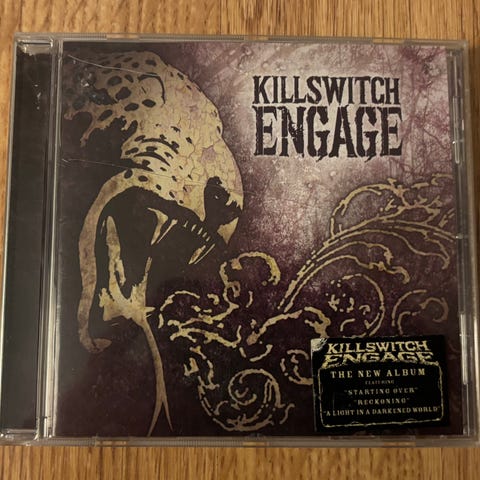 KILLSWITCH
ENGAGE
KILLSWITCH
ENGAGE
THE NEW ALBUM
FEATURING
"STARTING OVER"
"RECKONING"
"A LIGHT IN A DARKENED WORLD"